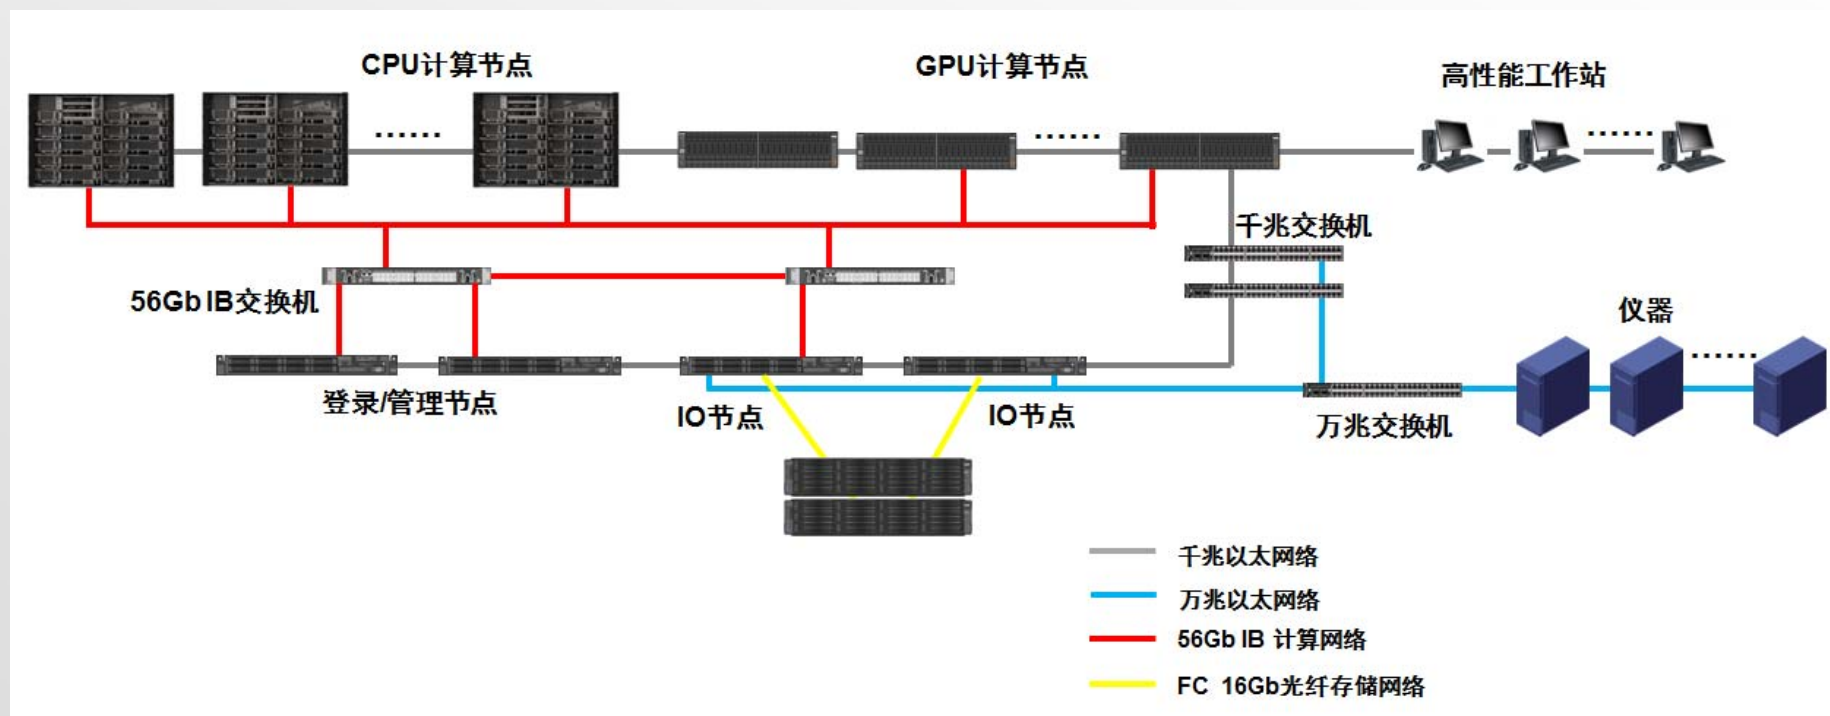 CPU计算节点
GPU计算节点
高性能工作站
千兆交换机
56Gb IB交换机
仪器
登录/管理节点
IO节点
IO节点
万兆交换机
千兆以太网络
万兆以太网络
56Gb IB 计算网络
FC 16Gb光纤存储网络